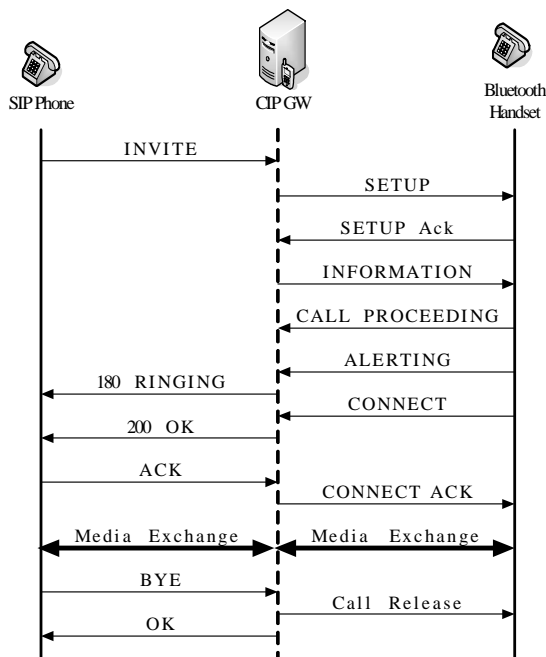 SIP Phone
CIP GW
Bluetooth
Handset
INVITE
SETUP
SETUP Ack
INFORMATION
CALL PROCEEDING
ALERTING
180 RINGING
CONNECT
200 OK
ACK
CONNECT ACK
Media Exchange
Media Exchange
BYE
Call Release
OK